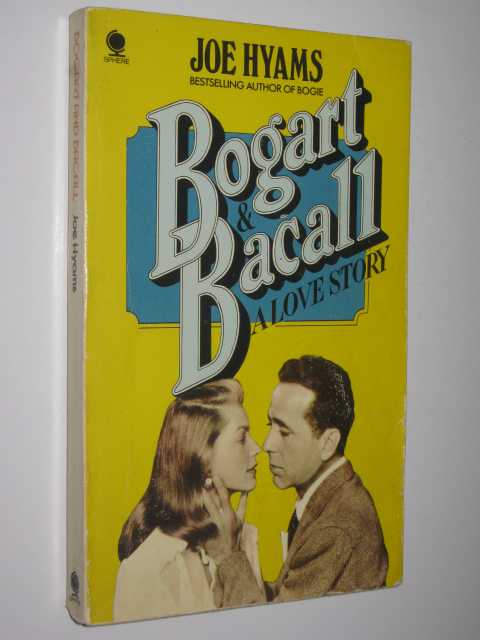 SPHERE
JOE HYAMS
BESTSELLING AUTHOR OF BOGIE
Bogart
&
Bacall
A LOVE STORY
BOGART AND BACALL Joe Hyams